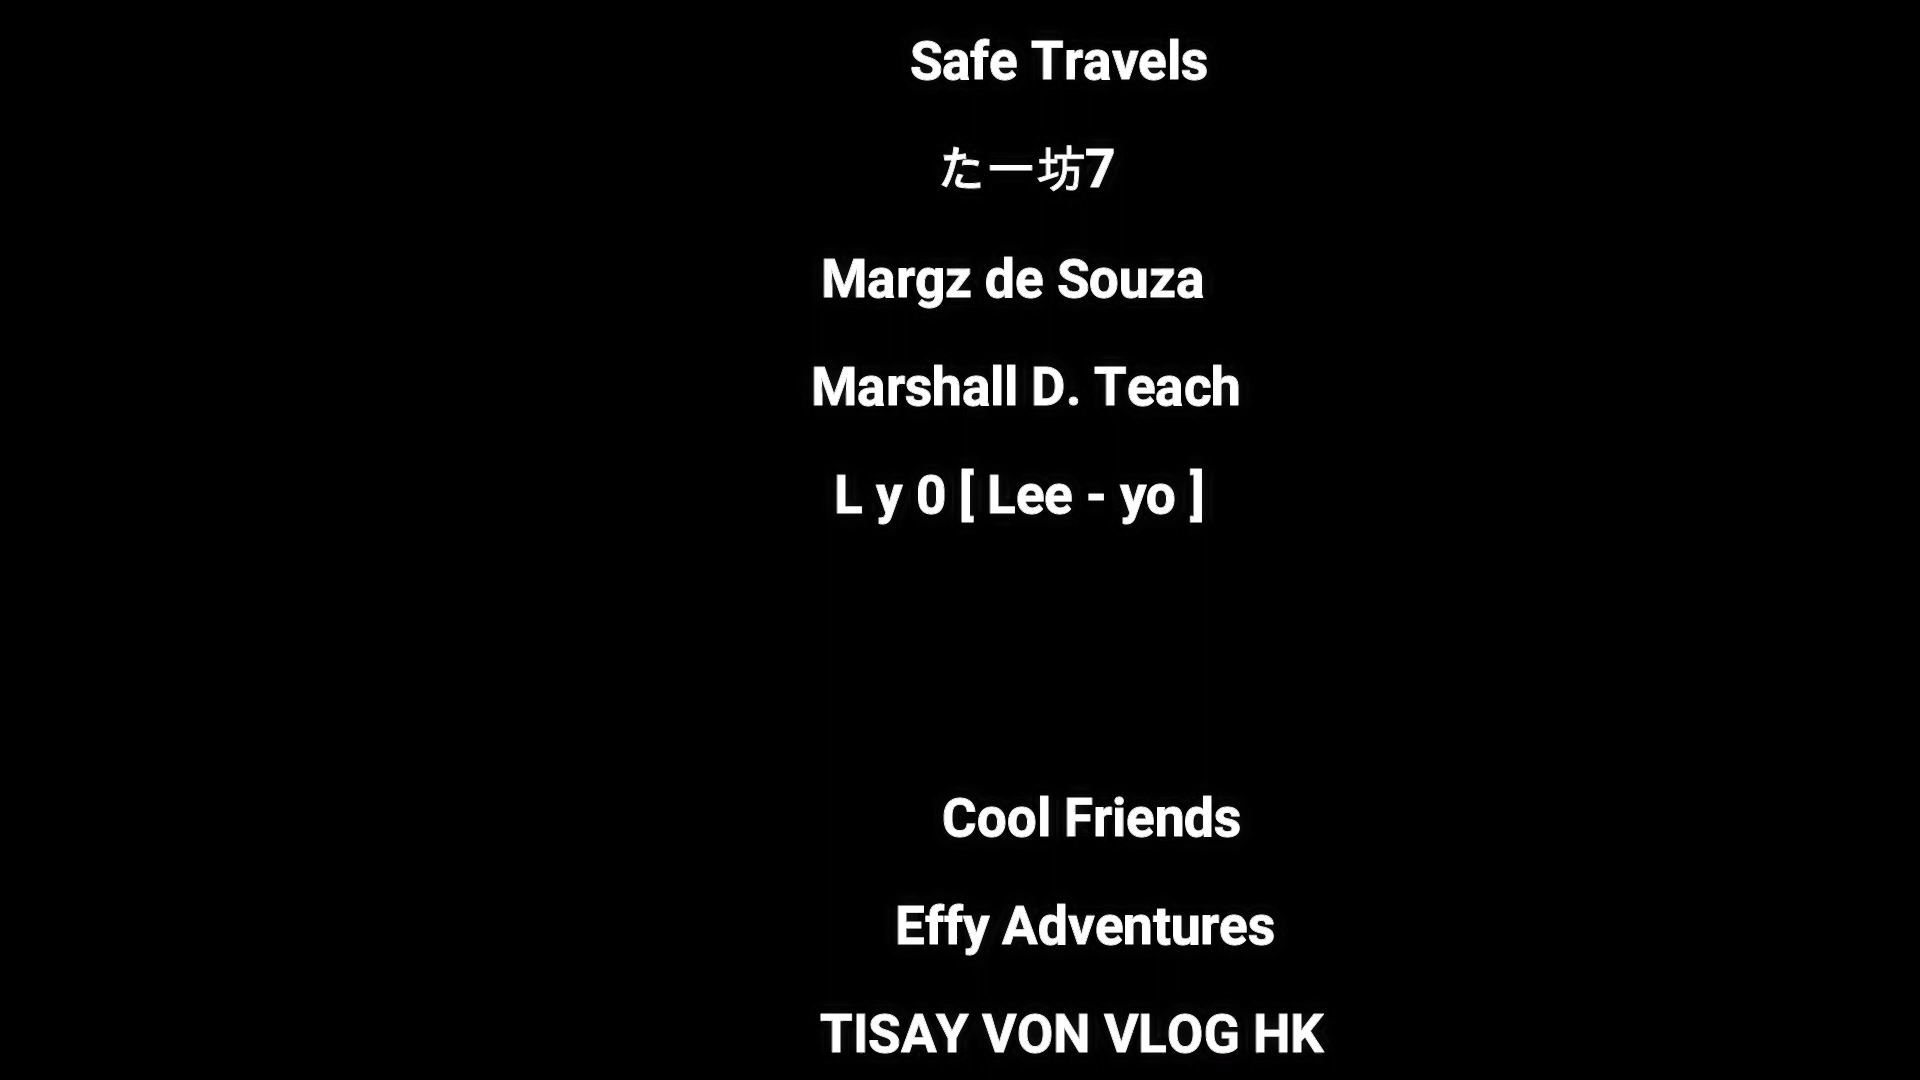 Safe Travels
た一坊7
Margz de Souza
Marshall D. Teach
L y 0 [ Lee - yo ]
Cool Friends
Effy Adventures
TISAY VON VLOG HK